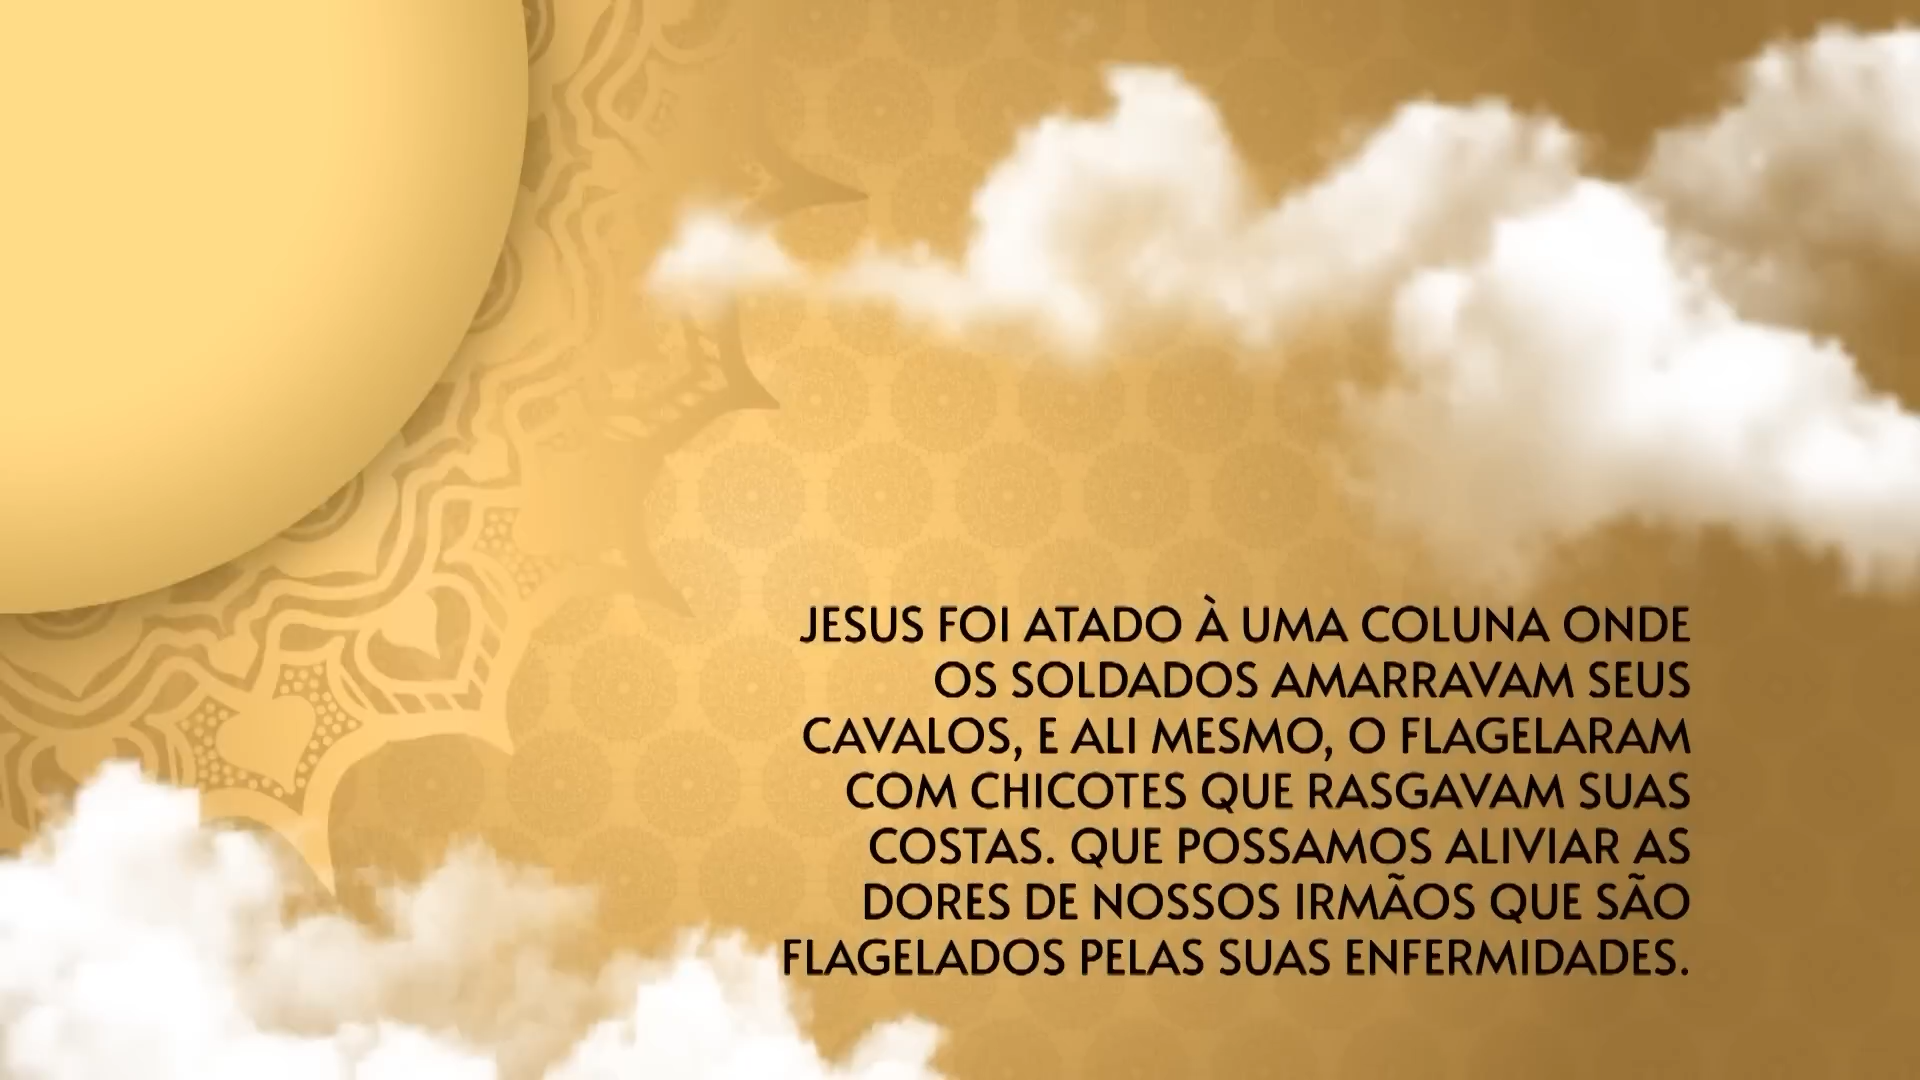 JESUS FOI ATADO À UMA COLUNA ONDE
OS SOLDADOS AMARRAVAM SEUS
CAVALOS, E ALI MESMO, O FLAGELARAM
COM CHICOTES QUE RASGAVAM SUAS
COSTAS. QUE POSSAMOS ALIVIAR AS
DORES DE NOSSOS IRMÃOS QUE SÃO
FLAGELADOS PELAS SUAS ENFERMIDADES.